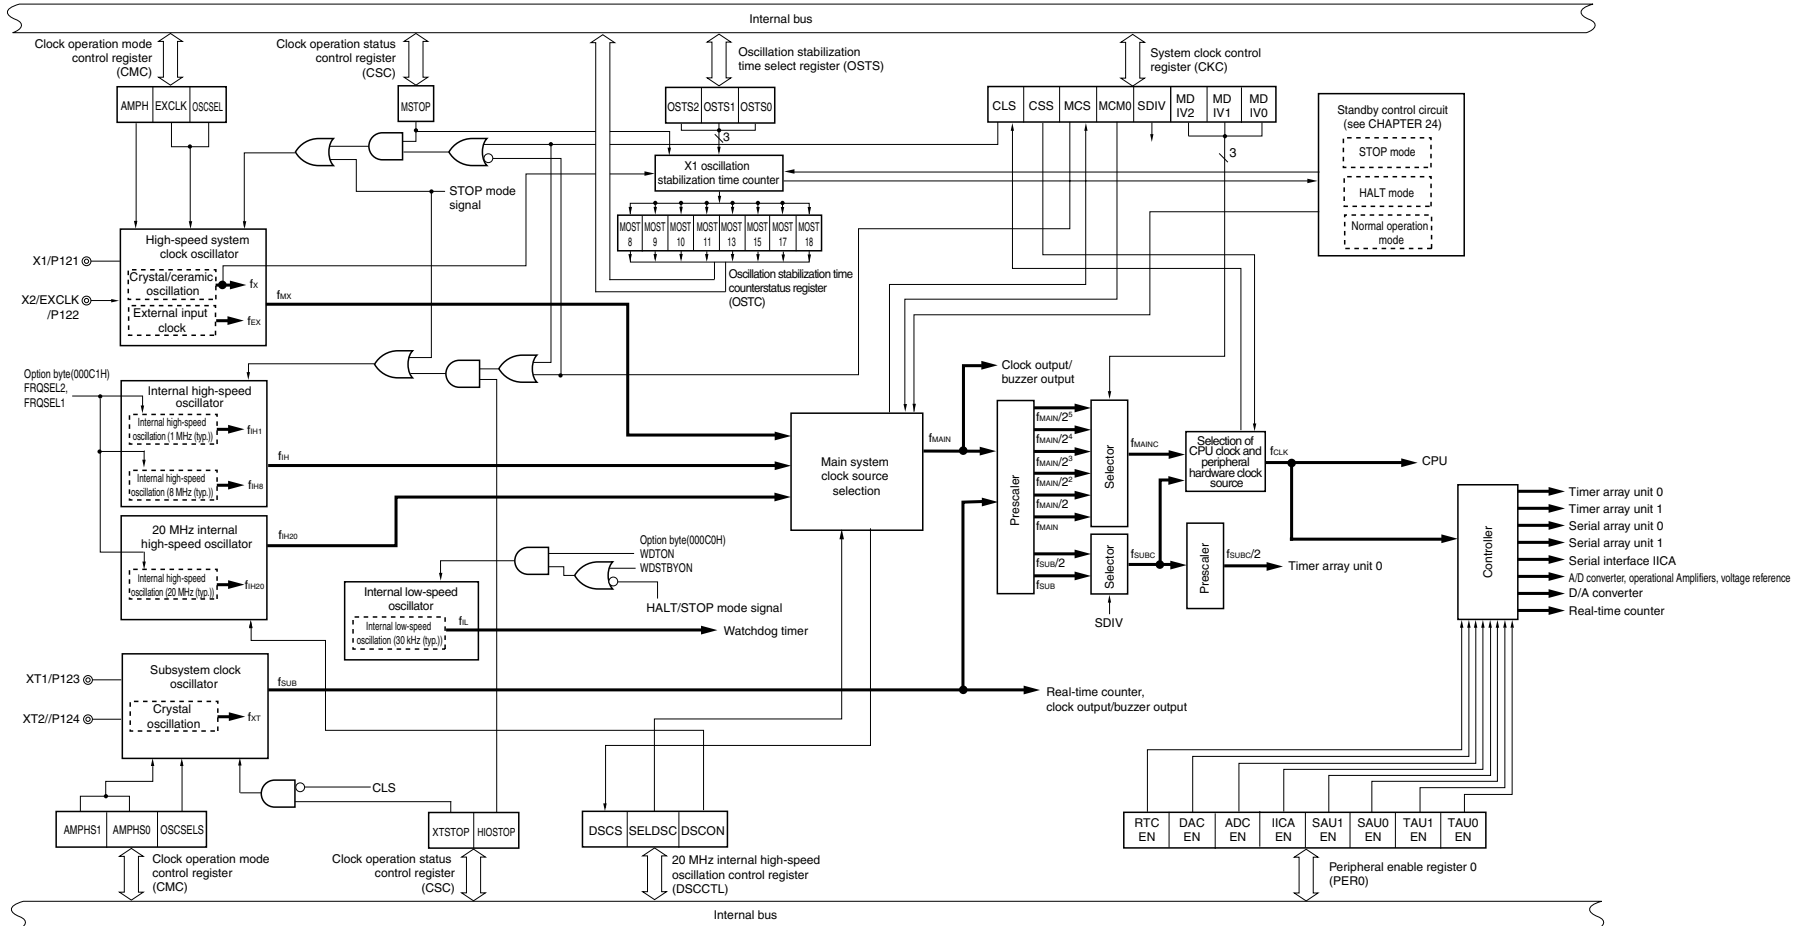 Internal bus
Clock operation mode
control register
(CMC)
Clock operation status
control register
(CSC)
Oscillation stabilization
time select register (OSTS)
System clock control
register (CKC)
AMPH EXCLK OSCSEL
MSTOP
OSTS2 OSTS1 OSTS0
3
CLS CSS MCS MCM0 SDIV MD IV2 MD IV1 MD IV0
3
Standby control circuit
(see CHAPTER 24)
STOP mode
HALT mode
Normal operation
mode
X1 oscillation
stabilization time counter
STOP mode
signal
MOST 8 MOST 9 MOST 10 MOST 11 MOST 13 MOST 15 MOST 17 MOST 18
Oscillation stabilization time
counterstatus register
(OSTC)
High-speed system
clock oscillator
X1/P121
X2/EXCLK
/P122
Crystal/ceramic
oscillation
fX
External input
clock
fEX
fMX
Option byte(000C1H)
FRQSEL2,
FRQSEL1
Internal high-speed
oscillator
Internal high-speed
oscillation (1 MHz (typ.))
fIH1
Internal high-speed
oscillation (8 MHz (typ.))
fIH8
fIH
20 MHz internal
high-speed oscillator
Internal high-speed
oscillation (20 MHz (typ.))
fIH20
fIH20
Option byte(000C0H)
WDTON
WDSTBYON
HALT/STOP mode signal
Internal low-speed
oscillator
Internal low-speed
oscillation (30 kHz (typ.))
fIL
Watchdog timer
Main system
clock source
selection
fMAIN
Clock output/
buzzer output
Prescaler
fMAIN/2⁵
fMAIN/2⁴
fMAIN/2³
fMAIN/2²
fMAIN/2
fMAIN
fSUB/2
fSUB
Selector
fMAINC
Selector
SDIV
fSUBC
Selection of
CPU clock and
peripheral
hardware clock
source
fCLK
CPU
Prescaler
fSUBC/2
Timer array unit 0
Controller
Timer array unit 0
Timer array unit 1
Serial array unit 0
Serial array unit 1
Serial interface IICA
A/D converter, operational Amplifiers, voltage reference
D/A converter
Real-time counter
XT1/P123
XT2//P124
Subsystem clock
oscillator
Crystal
oscillation
fXT
fSUB
Real-time counter,
clock output/buzzer output
CLS
AMPHS1 AMPHS0 OSCSELS
XTSTOP HIOSTOP
DSCS SELDSC DSCON
RTC EN DAC EN ADC EN IICA EN SAU1 EN SAU0 EN TAU1 EN TAU0 EN
Clock operation mode
control register
(CMC)
Clock operation status
control register
(CSC)
20 MHz internal high-speed
oscillation control register
(DSCCTL)
Peripheral enable register 0
(PER0)
Internal bus